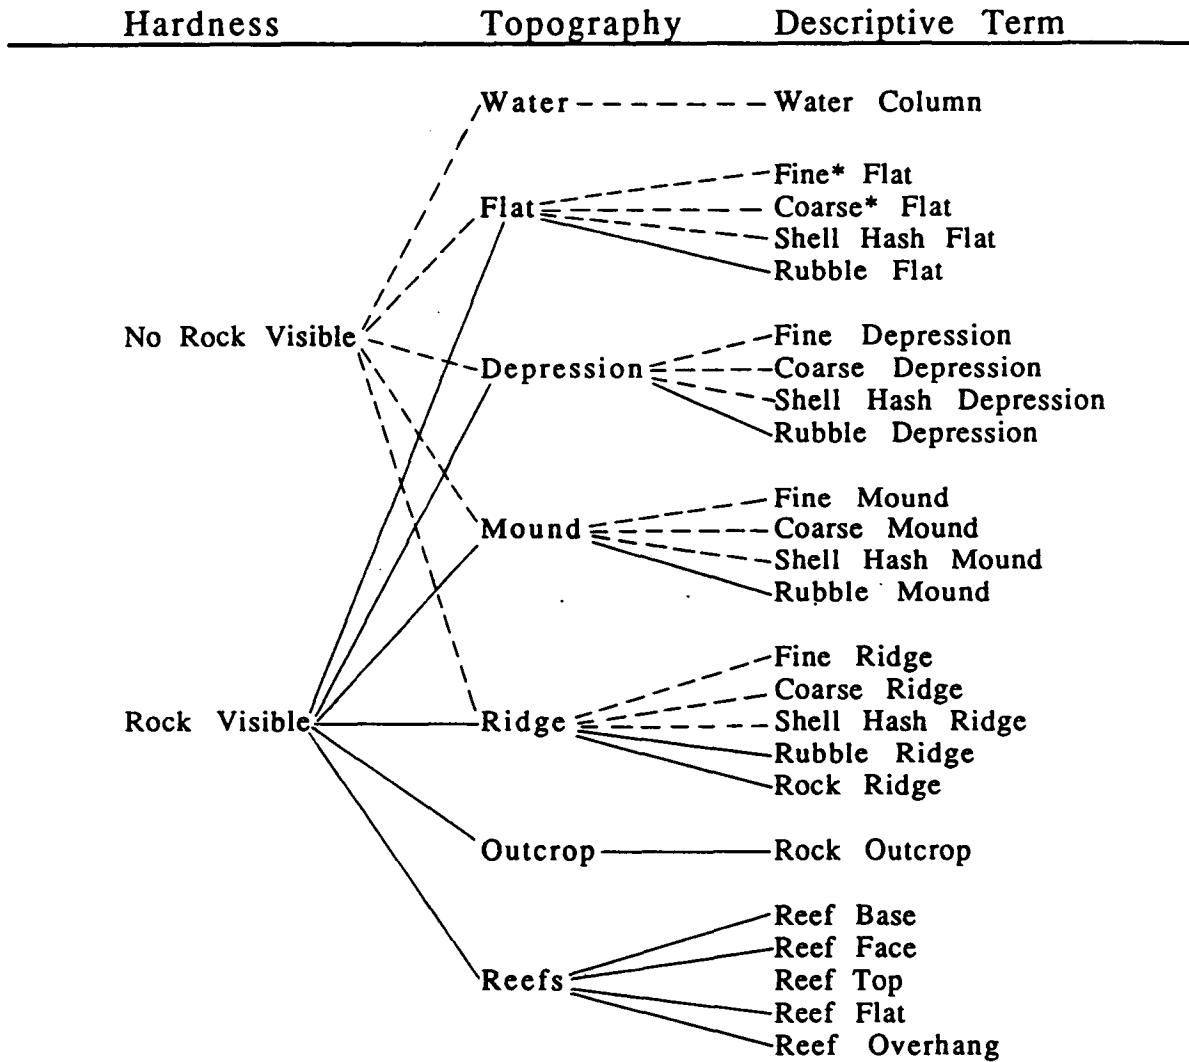 Hardness Topography Descriptive Term
Water Water Column
Fine* Flat
Flat Coarse* Flat
Shell Hash Flat
Rubble Flat
No Rock Visible Fine Depression
Depression Coarse Depression
Shell Hash Depression
Rubble Depression
Fine Mound
Mound Coarse Mound
Shell Hash Mound
Rubble Mound
Fine Ridge
Coarse Ridge
Rock Visible Ridge Shell Hash Ridge
Rubble Ridge
Rock Ridge
Outcrop Rock Outcrop
Reef Base
Reef Face
Reefs Reef Top
Reef Flat
Reef Overhang